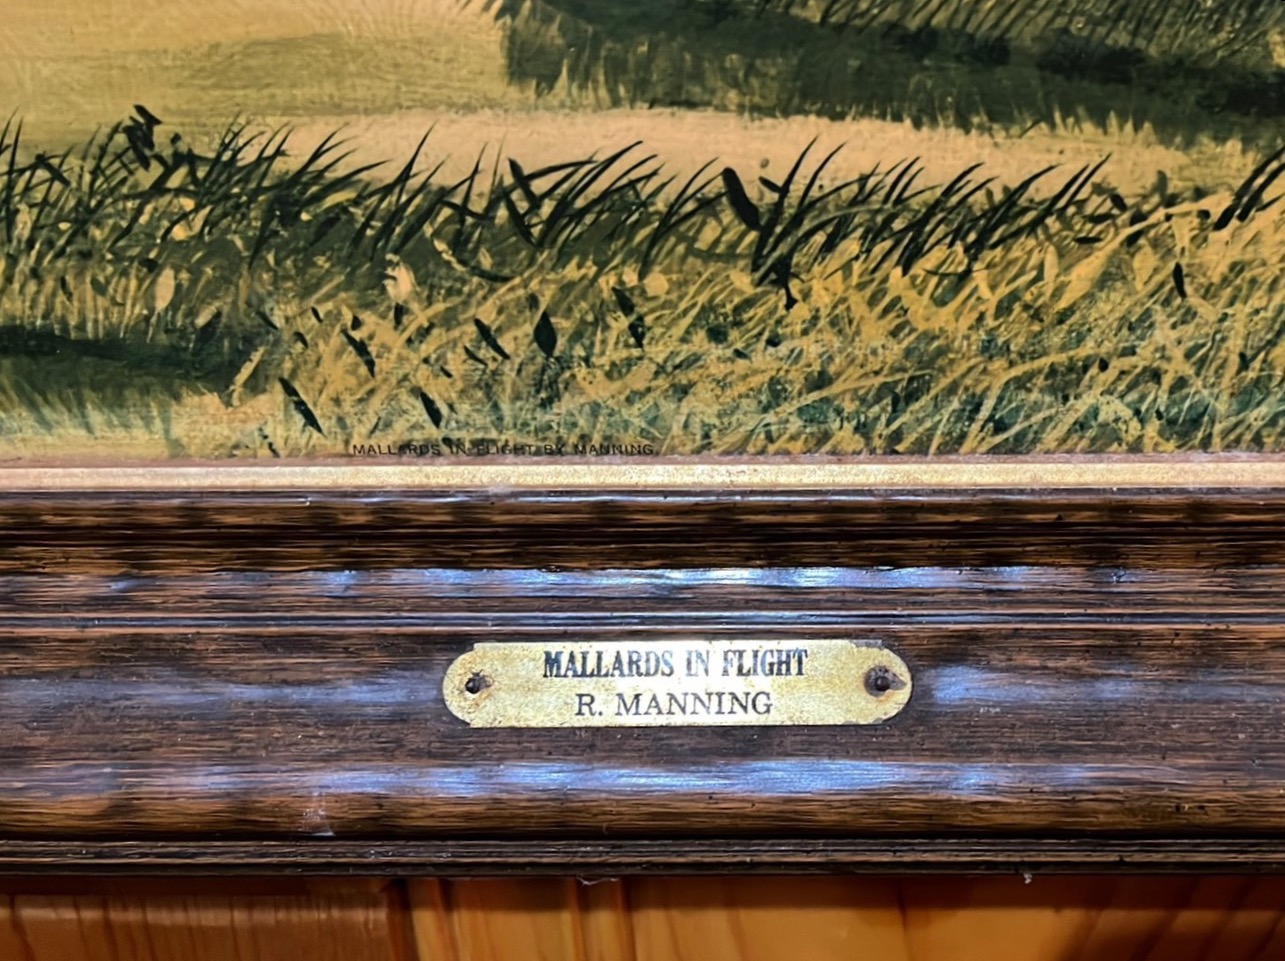 MALLARDS IN FLIGHT BY MANNING
MALLARDS IN FLIGHT
R. MANNING